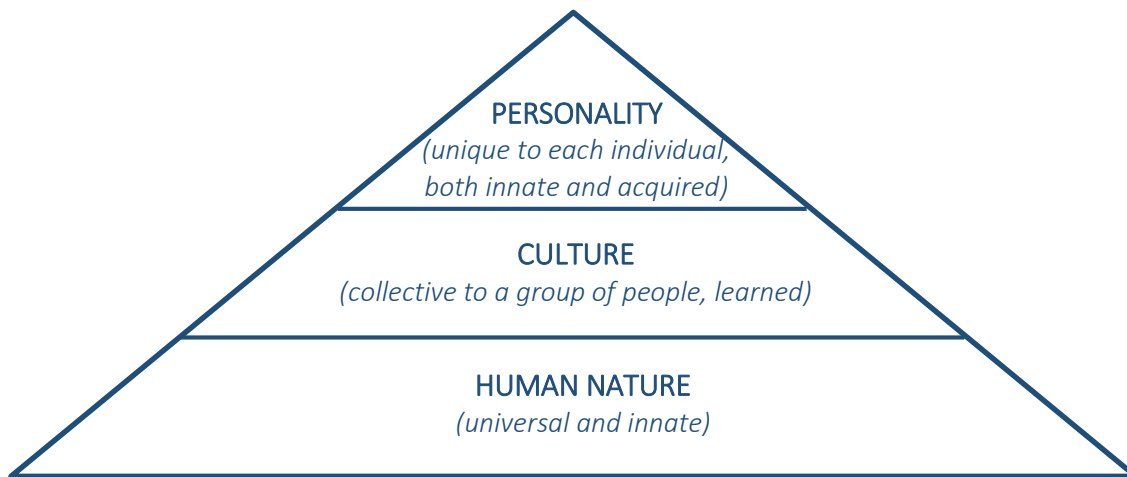 PERSONALITY
(unique to each individual,
both innate and acquired)
CULTURE
(collective to a group of people, learned)
HUMAN NATURE
(universal and innate)